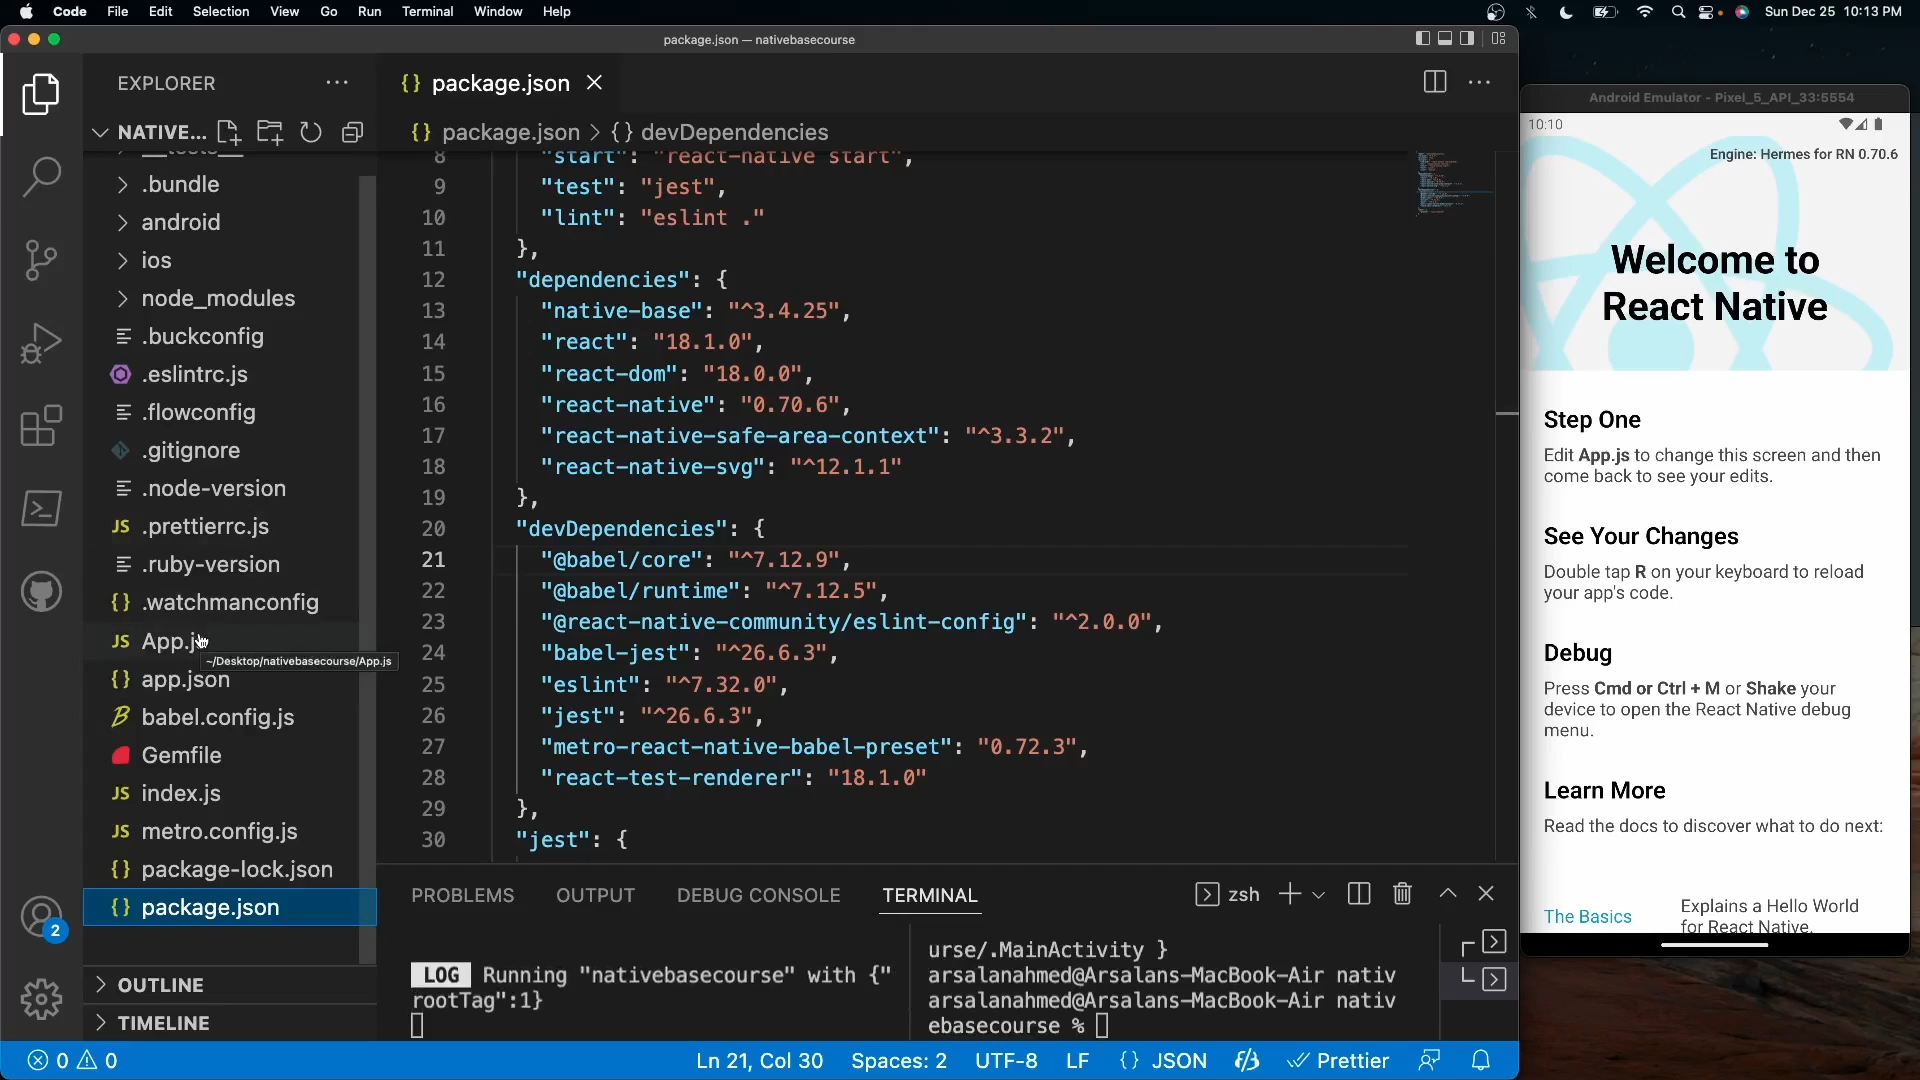 Code File Edit Selection View Go Run Terminal Window Help
Sun Dec 25 10:13 PM
package.json — nativebasecourse
EXPLORER
NATIVE...
__tests__
.bundle
android
ios
node_modules
.buckconfig
.eslintrc.js
.flowconfig
.gitignore
.node-version
JS .prettierrc.js
.ruby-version
{} .watchmanconfig
JS App.js
~/Desktop/nativebasecourse/App.js
{} app.json
babel.config.js
Gemfile
JS index.js
JS metro.config.js
{} package-lock.json
{} package.json
OUTLINE
TIMELINE
2
{} package.json
{} package.json > {} devDependencies
8 "start": "react-native start",
9 "test": "jest",
10 "lint": "eslint ."
11 },
12 "dependencies": {
13 "native-base": "^3.4.25",
14 "react": "18.1.0",
15 "react-dom": "18.0.0",
16 "react-native": "0.70.6",
17 "react-native-safe-area-context": "^3.3.2",
18 "react-native-svg": "^12.1.1"
19 },
20 "devDependencies": {
21 "@babel/core": "^7.12.9",
22 "@babel/runtime": "^7.12.5",
23 "@react-native-community/eslint-config": "^2.0.0",
24 "babel-jest": "^26.6.3",
25 "eslint": "^7.32.0",
26 "jest": "^26.6.3",
27 "metro-react-native-babel-preset": "0.72.3",
28 "react-test-renderer": "18.1.0"
29 },
30 "jest": {
PROBLEMS OUTPUT DEBUG CONSOLE TERMINAL
zsh
LOG Running "nativebasecourse" with {"
rootTag":1}
urse/.MainActivity }
arsalanahmed@Arsalans-MacBook-Air nativ
arsalanahmed@Arsalans-MacBook-Air nativ
ebasecourse %
0 0
Ln 21, Col 30 Spaces: 2 UTF-8 LF {} JSON Prettier
Android Emulator - Pixel_5_API_33:5554
10:10
Engine: Hermes for RN 0.70.6
Welcome to
React Native
Step One
Edit App.js to change this screen and then
come back to see your edits.
See Your Changes
Double tap R on your keyboard to reload
your app's code.
Debug
Press Cmd or Ctrl + M or Shake your
device to open the React Native debug
menu.
Learn More
Read the docs to discover what to do next:
The Basics
Explains a Hello World
for React Native.